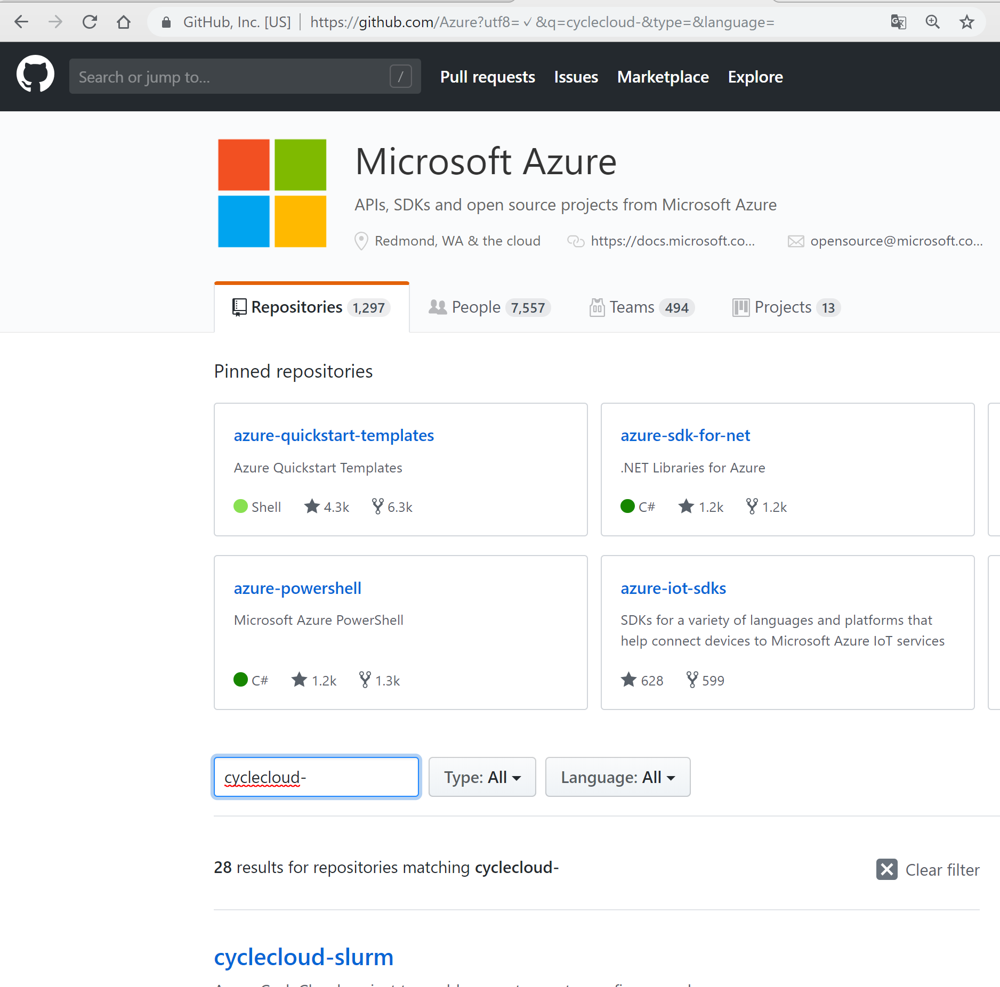 GitHub, Inc. [US] https://github.com/Azure?utf8=✓&q=cyclecloud-&type=&language=
Search or jump to... /
Pull requests Issues Marketplace Explore
Microsoft Azure
APIs, SDKs and open source projects from Microsoft Azure
Redmond, WA & the cloud https://docs.microsoft.co... opensource@microsoft.co...
Repositories 1,297 People 7,557 Teams 494 Projects 13
Pinned repositories
azure-quickstart-templates
Azure Quickstart Templates
Shell 4.3k 6.3k
azure-sdk-for-net
.NET Libraries for Azure
C# 1.2k 1.2k
azure-powershell
Microsoft Azure PowerShell
C# 1.2k 1.3k
azure-iot-sdks
SDKs for a variety of languages and platforms that
help connect devices to Microsoft Azure IoT services
628 599
cyclecloud- Type: All Language: All
28 results for repositories matching cyclecloud- Clear filter
cyclecloud-slurm